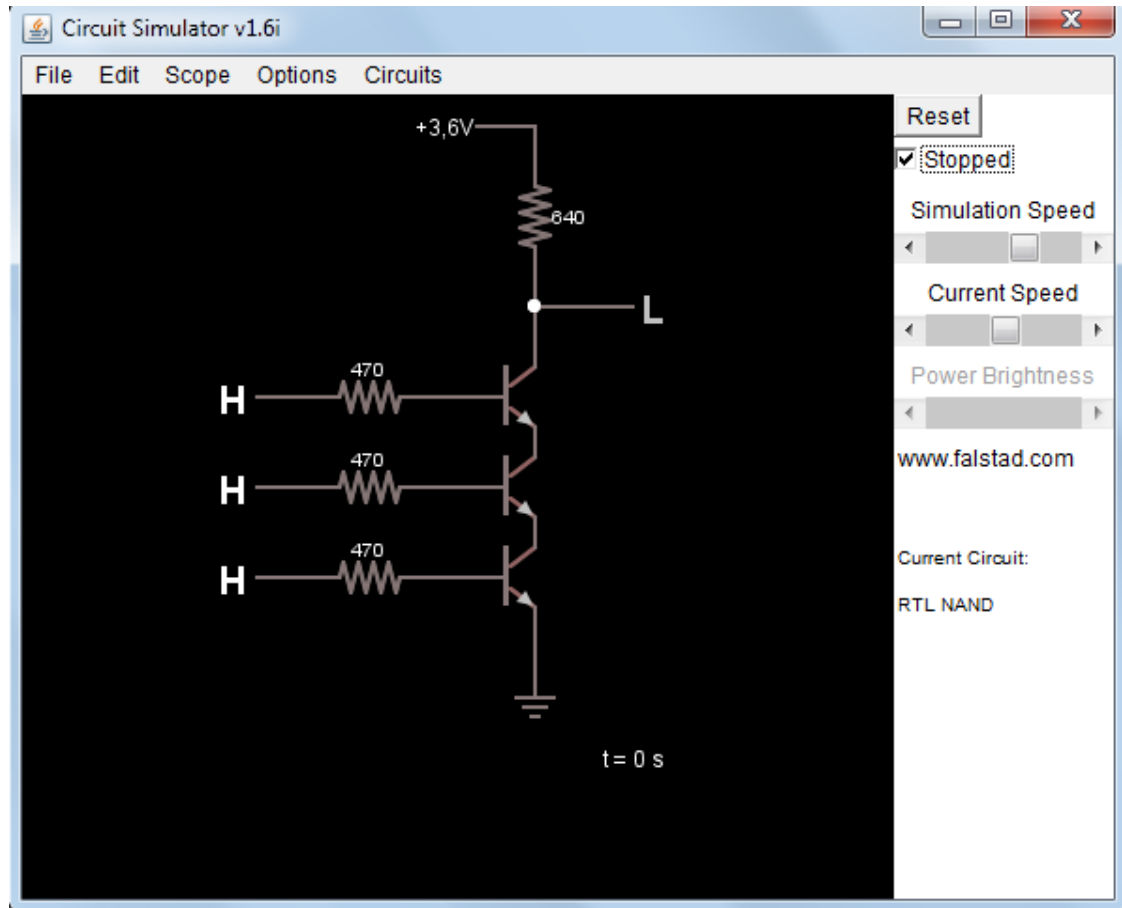 Circuit Simulator v1.6i
File Edit Scope Options Circuits
+3,6V
640
L
470
H
470
H
470
H
t= 0 s
Reset
Stopped
Simulation Speed
Current Speed
Power Brightness
www.falstad.com
Current Circuit:
RTL NAND